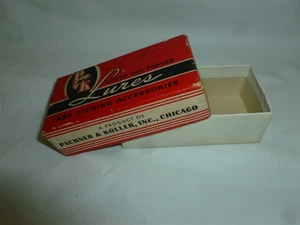 P&K
Lures
AND FISHING ACCESSORIES
A PRODUCT OF
PACHNER & KOLLER, INC., CHICAGO